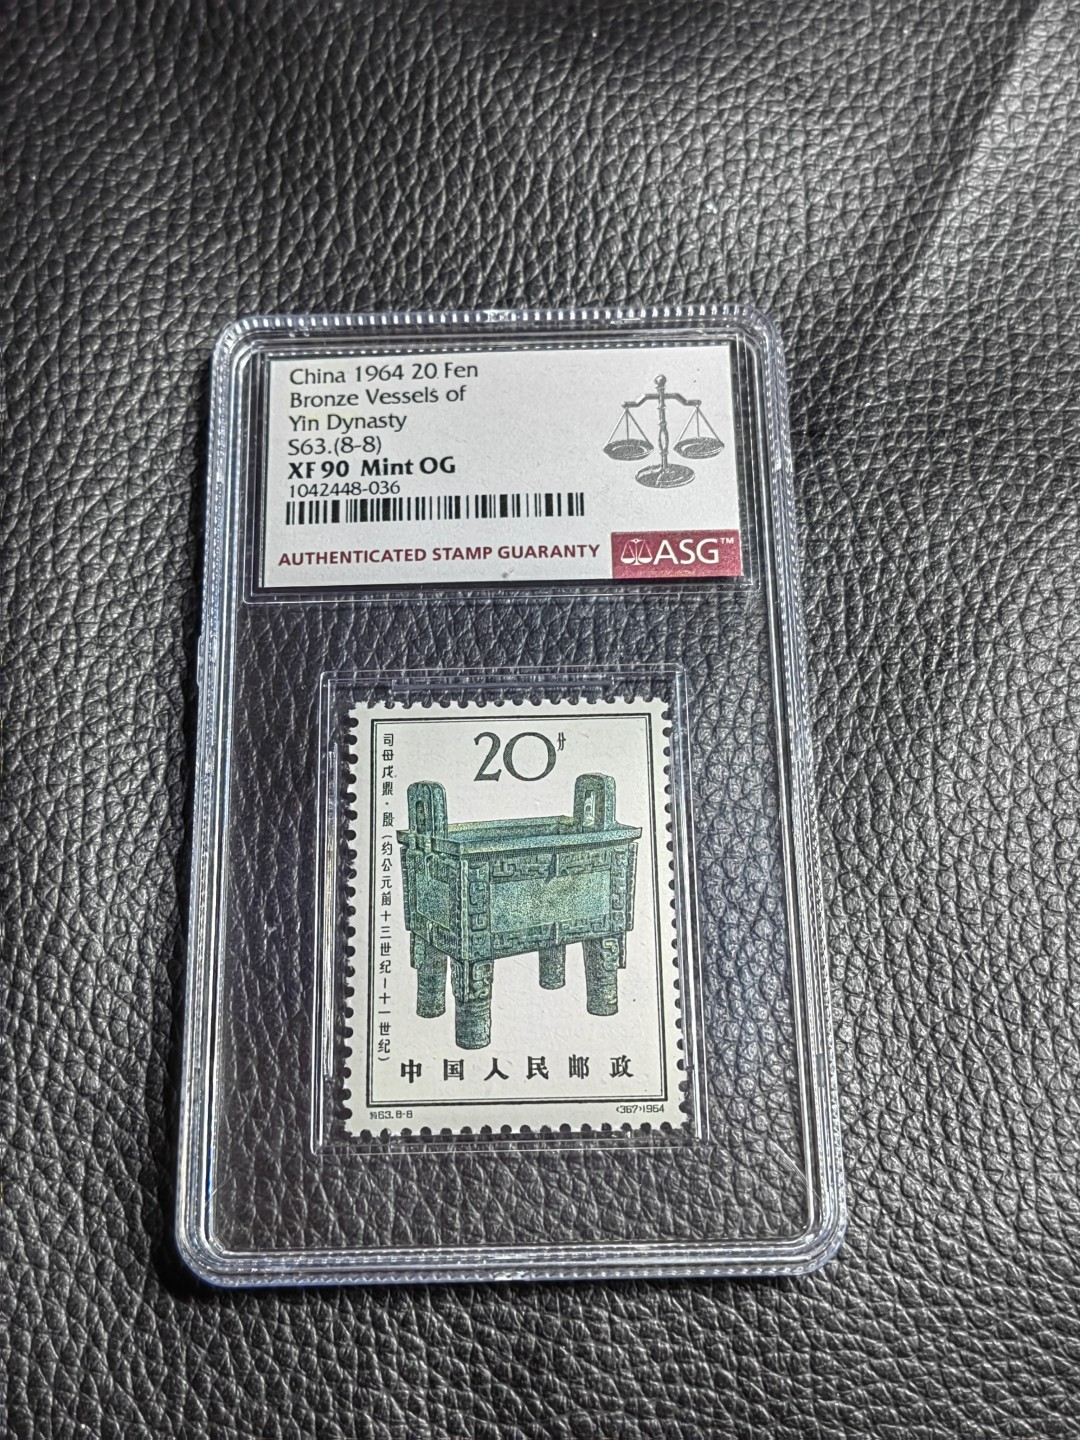 China 1964 20 Fen
Bronze Vessels of
Yin Dynasty
S63.(8-8)
XF 90 Mint OG
1042448-036
AUTHENTICATED STAMP GUARANTY
ASG™
20分
司母戊鼎·殷(约公元前十三世纪—十一世纪)
中国人民邮政
特63.8-8
(367)1964